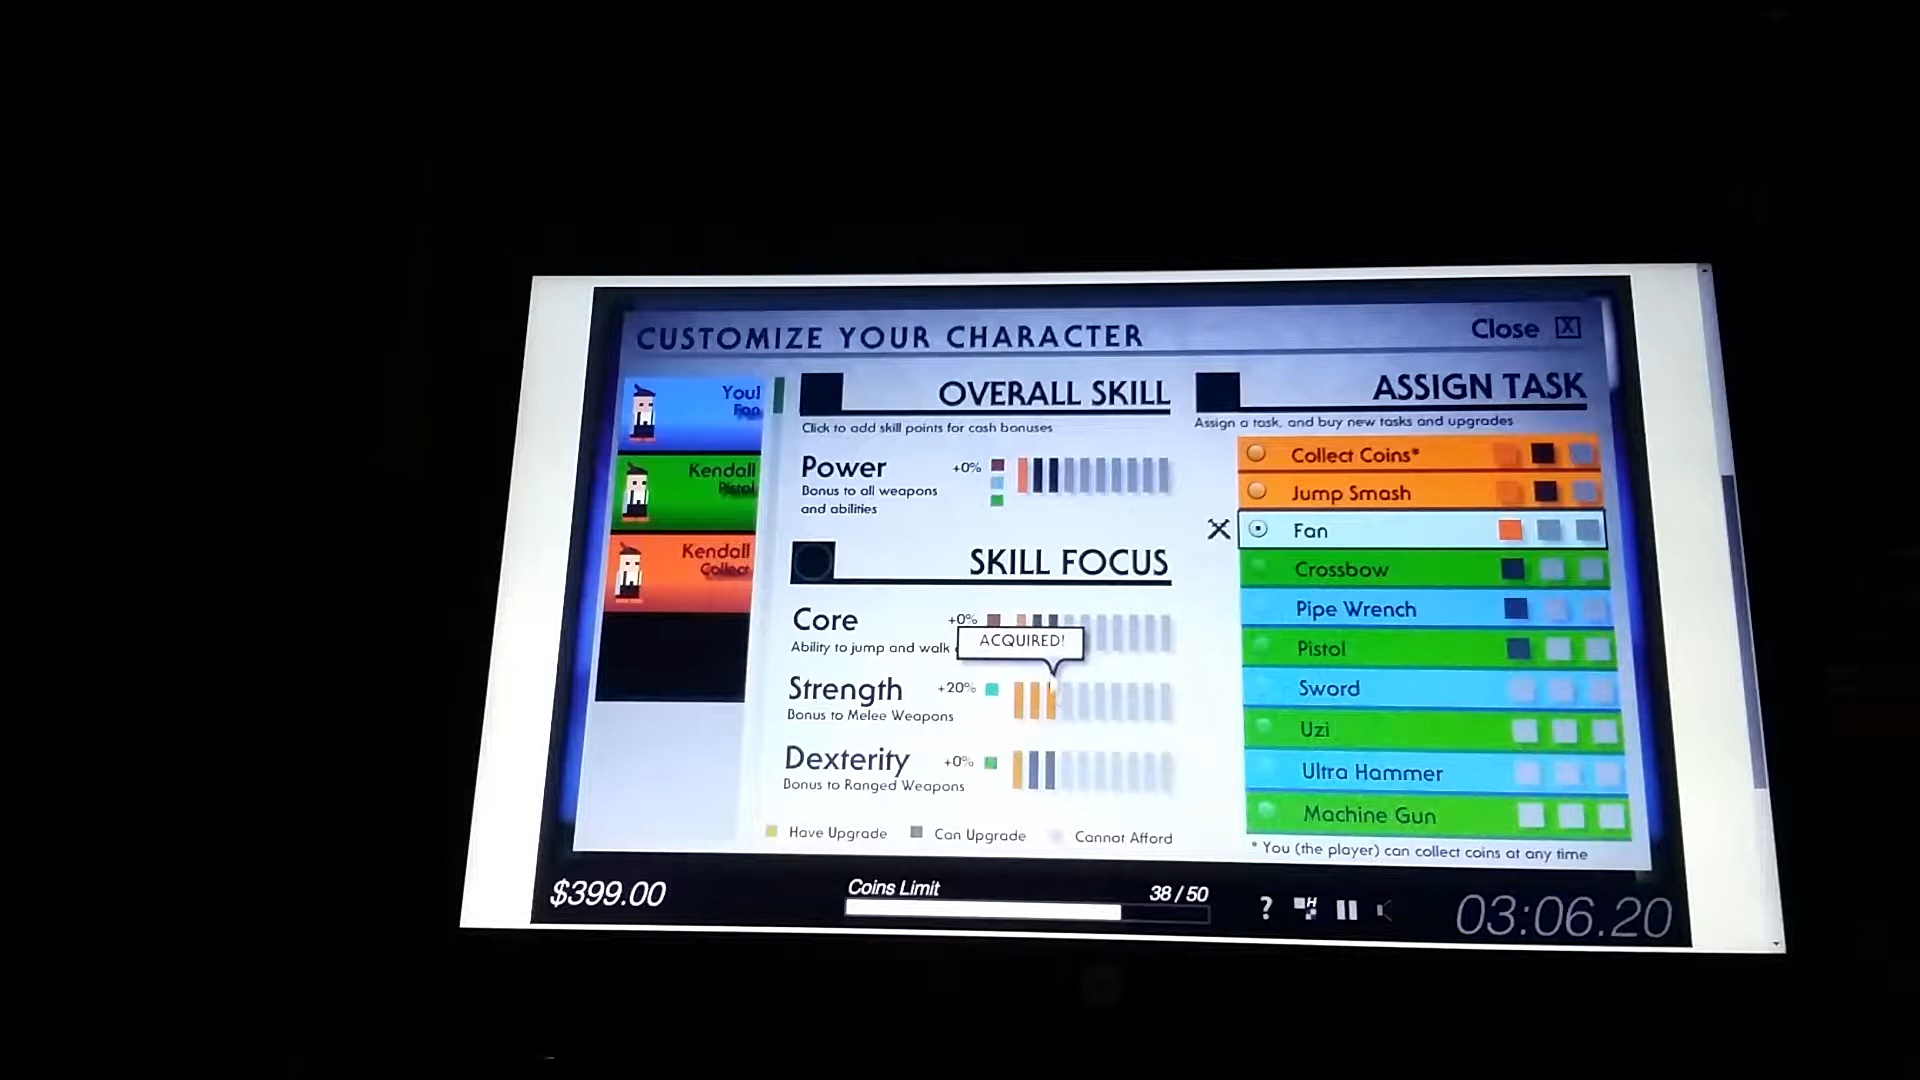 CUSTOMIZE YOUR CHARACTER
Close X
You!
Fan
Kendall
Pistol
Kendall
Collect
OVERALL SKILL
Click to add skill points for cash bonuses
Power +0%
Bonus to all weapons
and abilities
SKILL FOCUS
Core +0%
Ability to jump and walk
ACQUIRED!
Strength +20%
Bonus to Melee Weapons
Dexterity +0%
Bonus to Ranged Weapons
Have Upgrade Can Upgrade Cannot Afford
ASSIGN TASK
Assign a task, and buy new tasks and upgrades
Collect Coins*
Jump Smash
Fan
Crossbow
Pipe Wrench
Pistol
Sword
Uzi
Ultra Hammer
Machine Gun
* You (the player) can collect coins at any time
$399.00
Coins Limit 38 / 50
? H
03:06.20